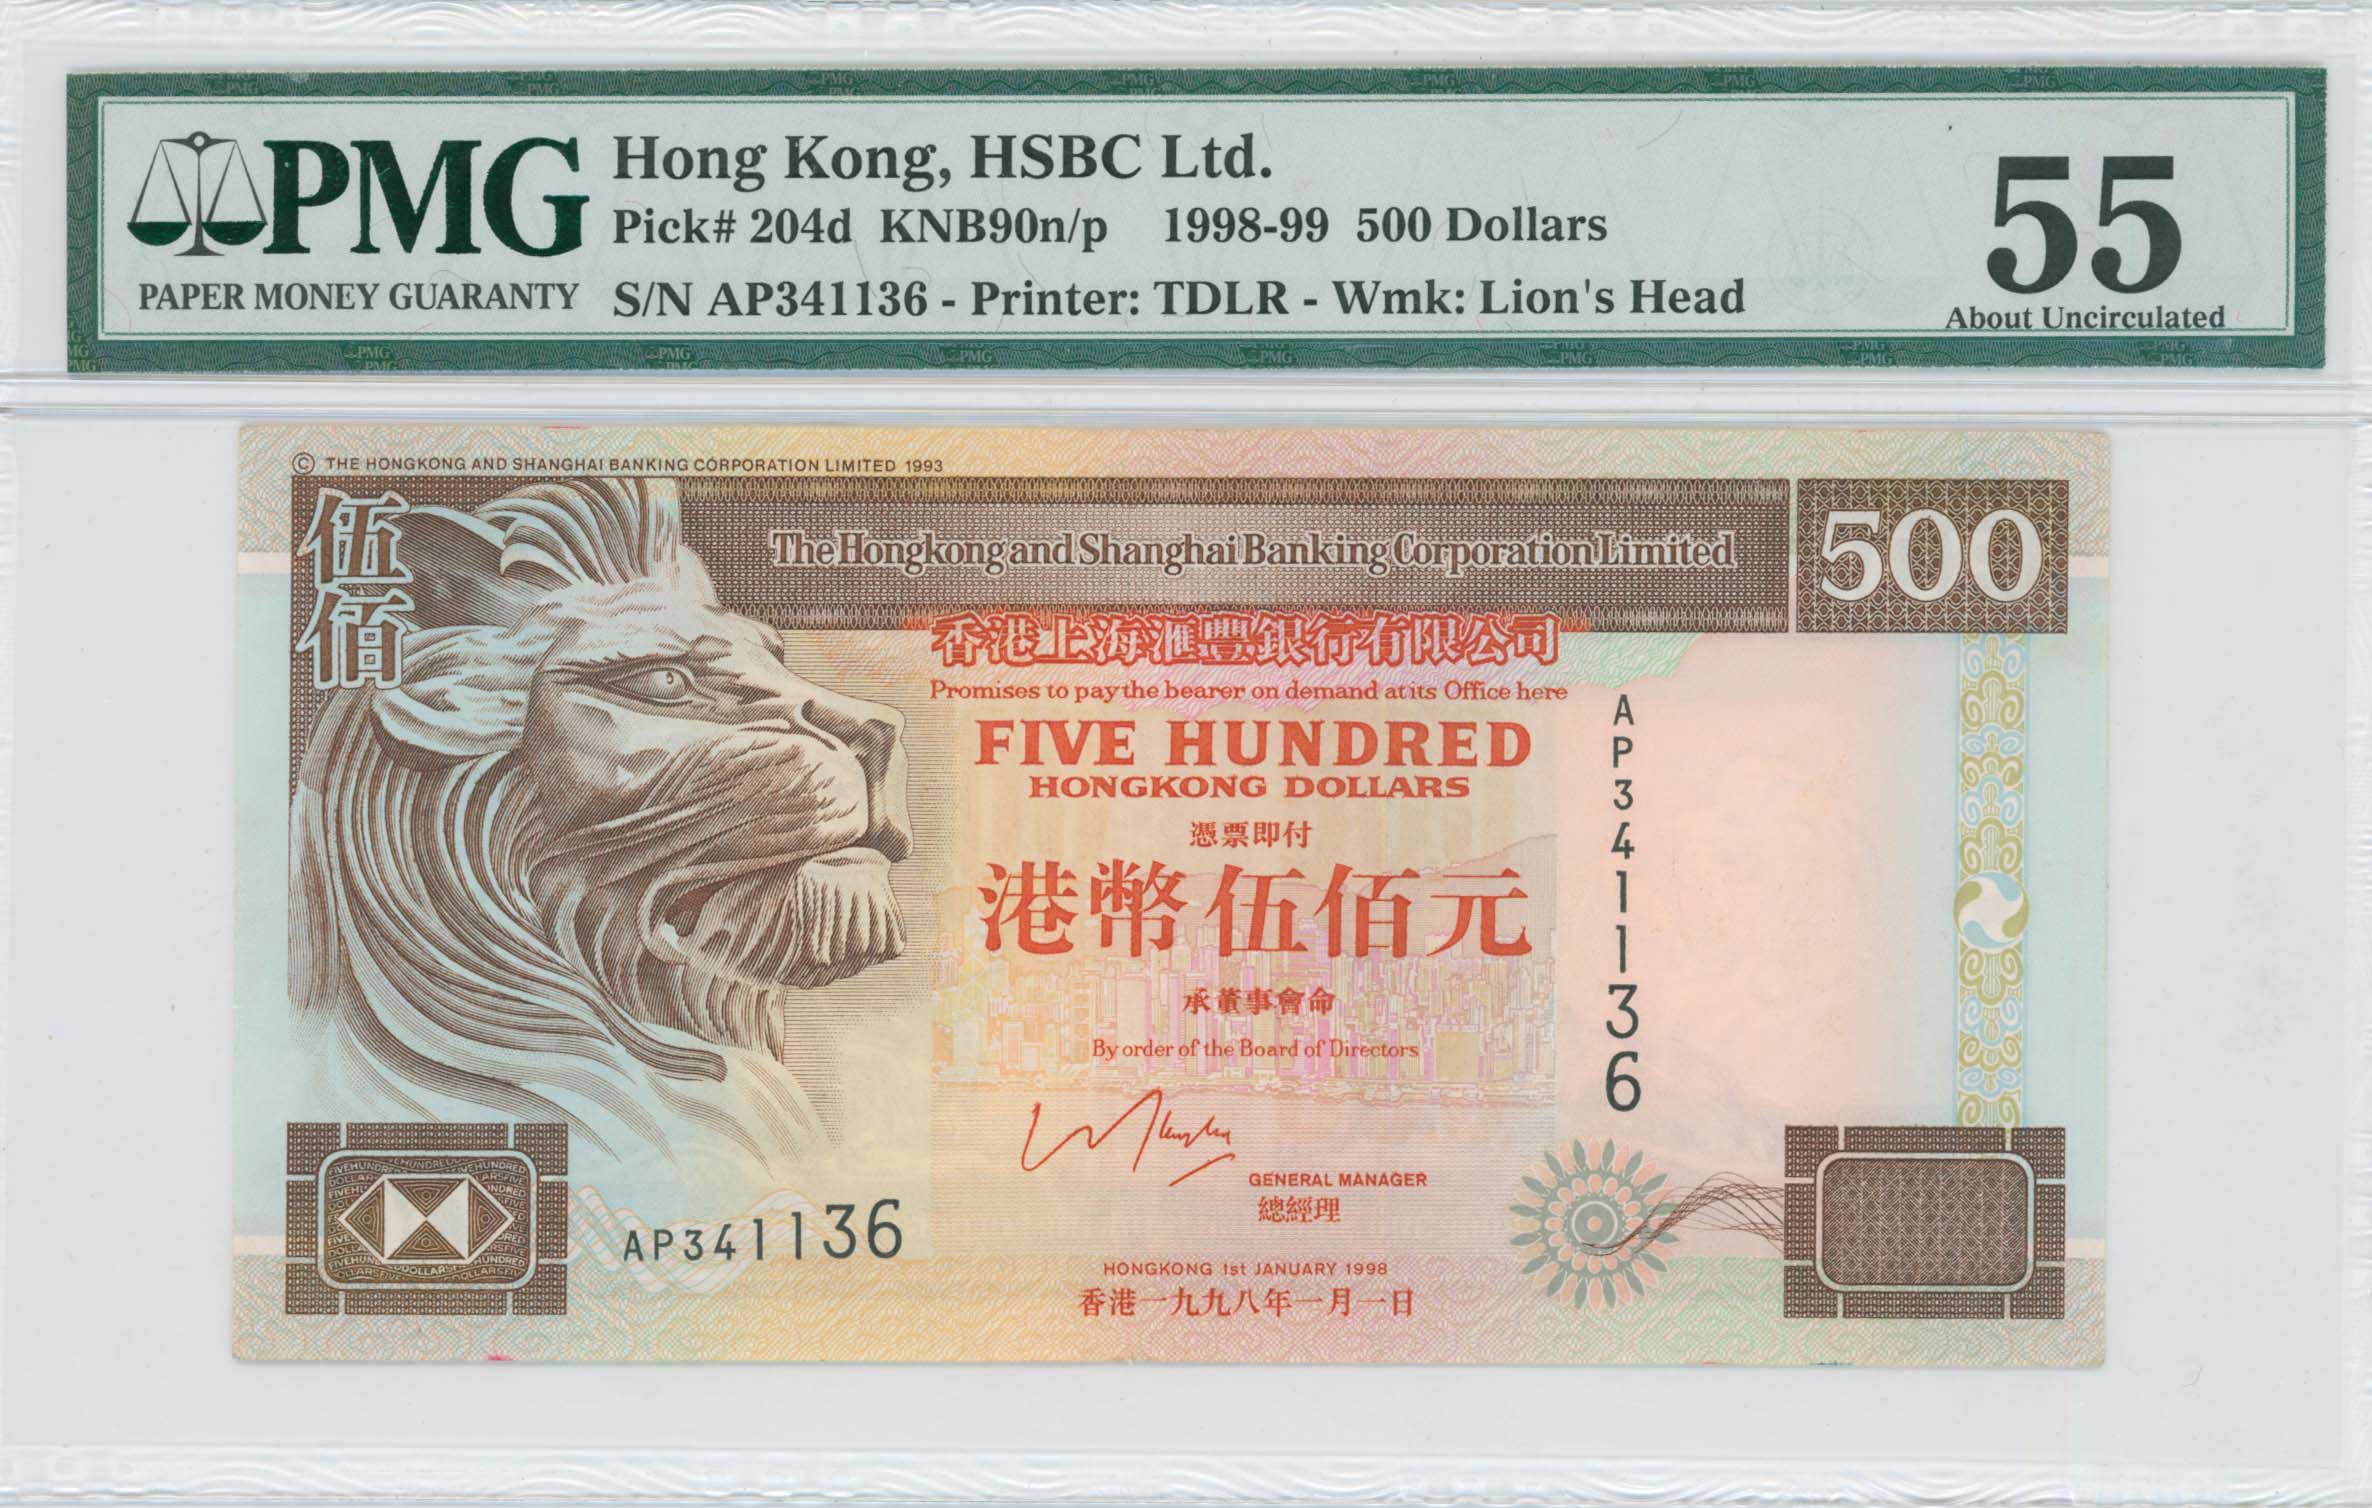 PMG
PAPER MONEY GUARANTY
Hong Kong, HSBC Ltd.
Pick# 204d KNB90n/p 1998-99 500 Dollars
S/N AP341136 - Printer: TDLR - Wmk: Lion's Head
55
About Uncirculated
© THE HONGKONG AND SHANGHAI BANKING CORPORATION LIMITED 1993
伍佰
The Hongkong and Shanghai Banking Corporation Limited
500
香港上海滙豐銀行有限公司
Promises to pay the bearer on demand at its Office here
FIVE HUNDRED
HONGKONG DOLLARS
憑票即付
港幣伍佰元
承董事會命
By order of the Board of Directors
AP341136
GENERAL MANAGER
總經理
AP341136
HONGKONG 1st JANUARY 1998
香港一九九八年一月一日